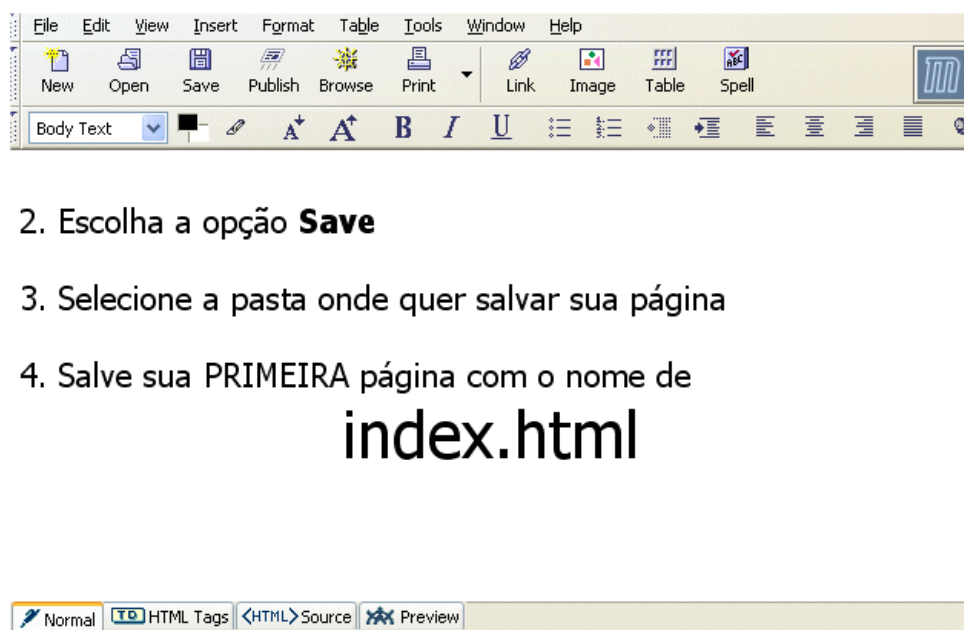 File Edit View Insert Format Table Tools Window Help
New Open Save Publish Browse Print Link Image Table Spell
Body Text
2. Escolha a opção Save
3. Selecione a pasta onde quer salvar sua página
4. Salve sua PRIMEIRA página com o nome de
index.html
Normal TD HTML Tags <HTML> Source Preview